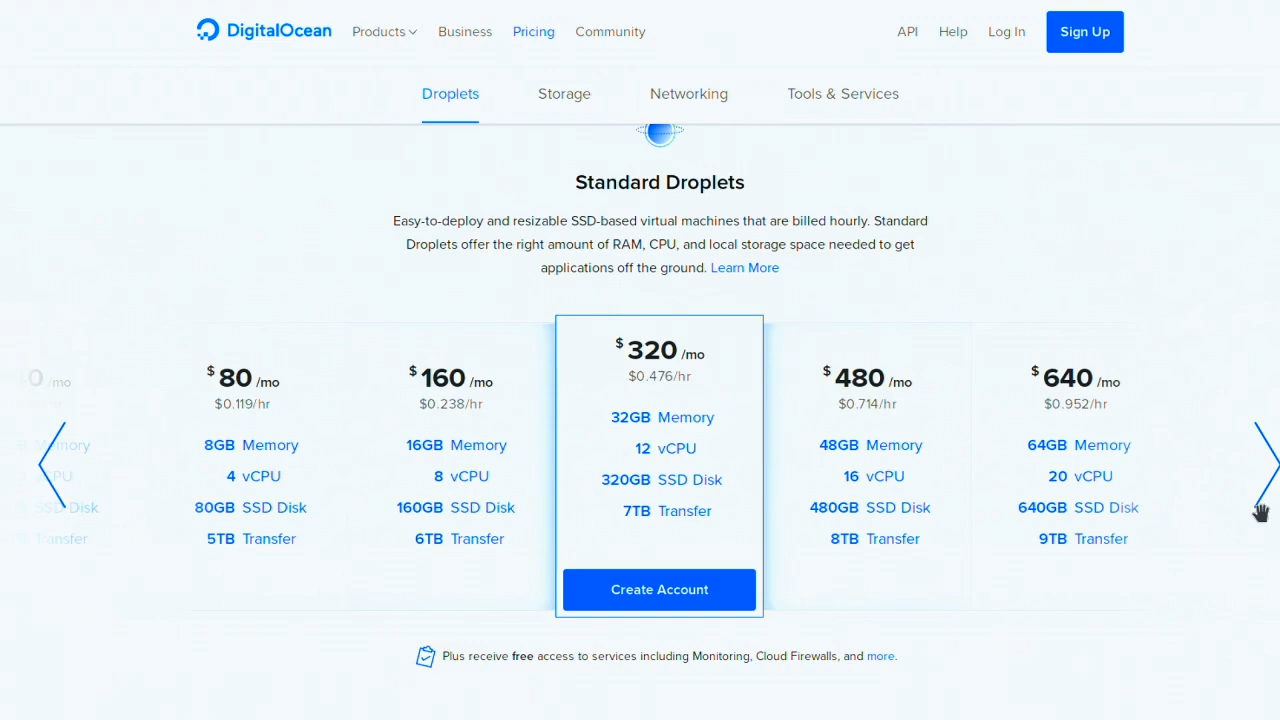 DigitalOcean Products Business Pricing Community API Help Log In Sign Up
Droplets Storage Networking Tools & Services
Standard Droplets
Easy-to-deploy and resizable SSD-based virtual machines that are billed hourly. Standard
Droplets offer the right amount of RAM, CPU, and local storage space needed to get
applications off the ground. Learn More
0 /mo
$80 /mo
$0.119/hr
8GB Memory
4 vCPU
80GB SSD Disk
5TB Transfer
$160 /mo
$0.238/hr
16GB Memory
8 vCPU
160GB SSD Disk
6TB Transfer
$320 /mo
$0.476/hr
32GB Memory
12 vCPU
320GB SSD Disk
7TB Transfer
Create Account
$480 /mo
$0.714/hr
48GB Memory
16 vCPU
480GB SSD Disk
8TB Transfer
$640 /mo
$0.952/hr
64GB Memory
20 vCPU
640GB SSD Disk
9TB Transfer
Plus receive free access to services including Monitoring, Cloud Firewalls, and more.